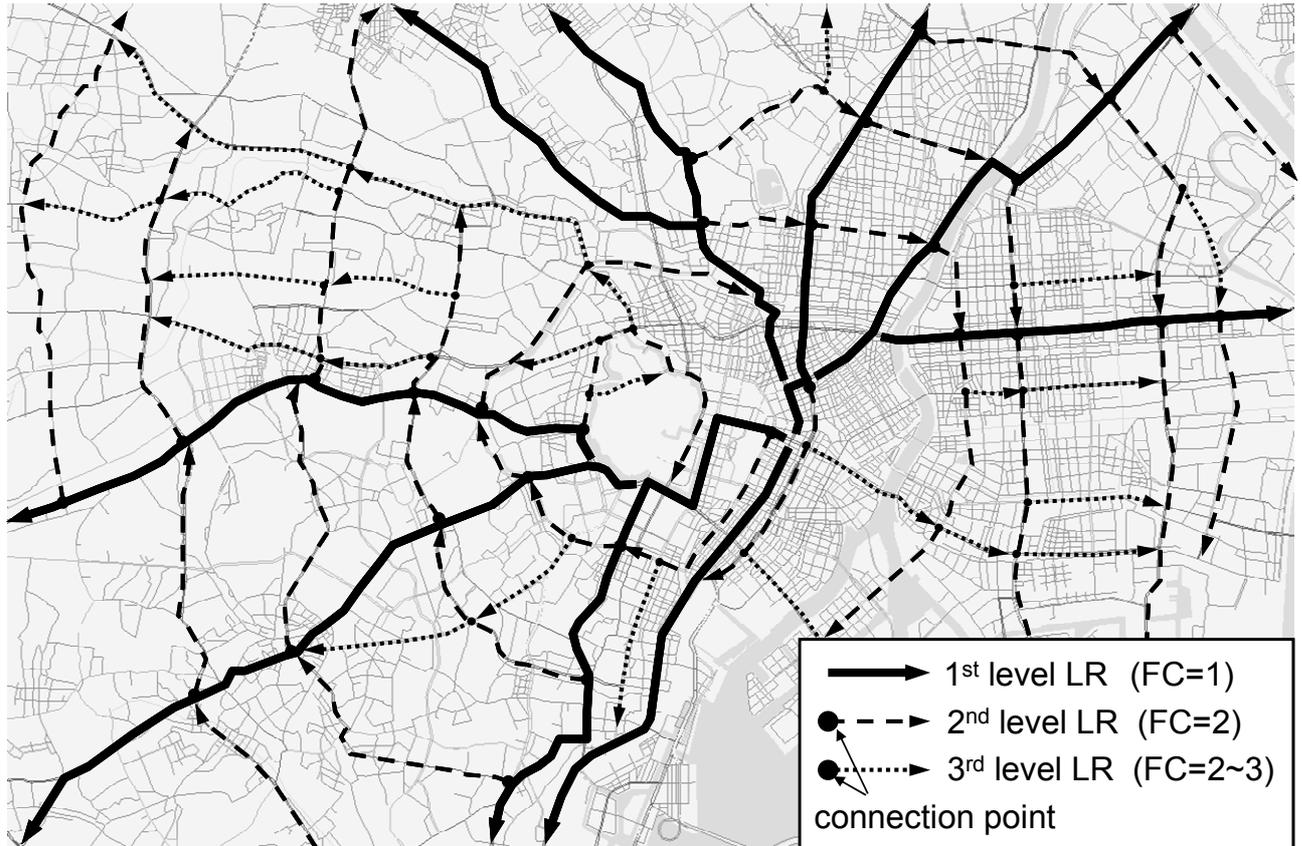 1st level LR (FC=1)
2nd level LR (FC=2)
3rd level LR (FC=2~3)
connection point